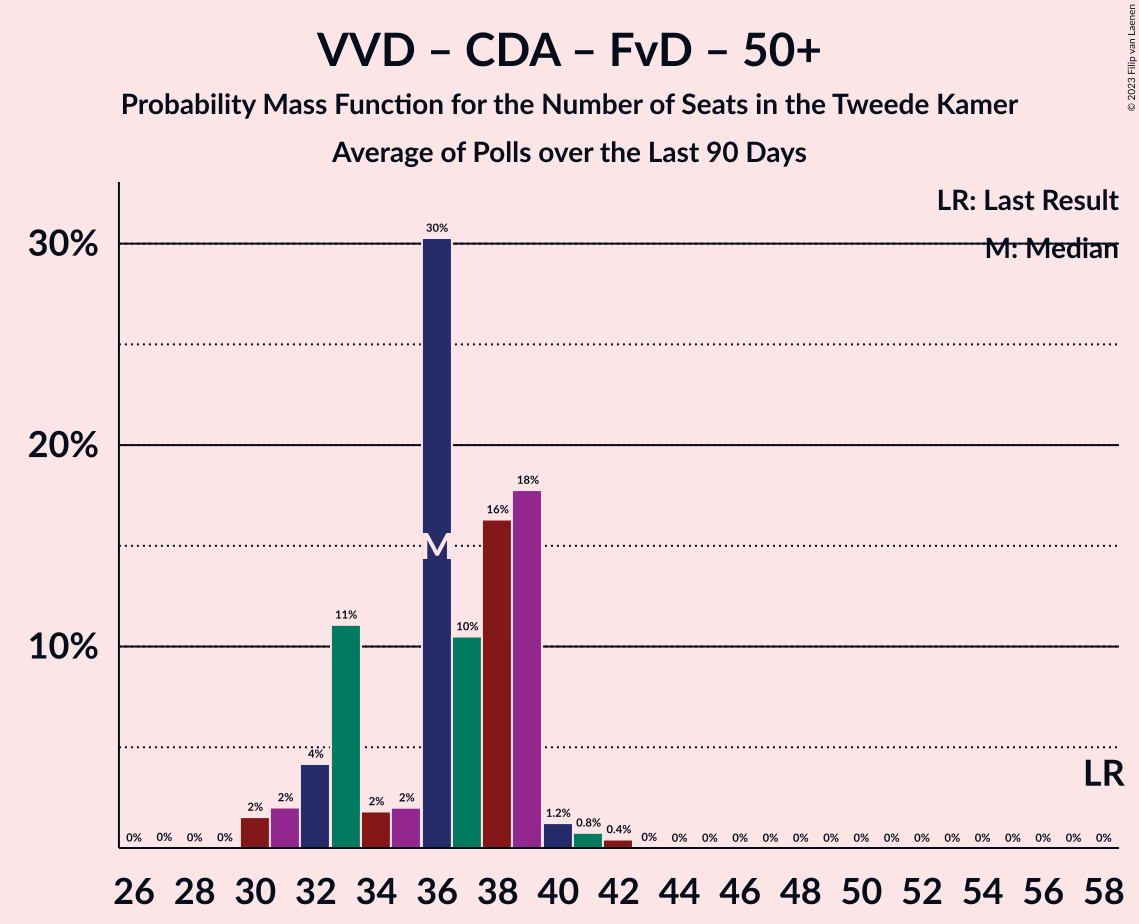 VVD – CDA – FvD – 50+
Probability Mass Function for the Number of Seats in the Tweede Kamer
Average of Polls over the Last 90 Days
© 2023 Filip van Laenen
LR: Last Result
M: Median
30%
20%
10%
0% 0% 0% 0% 2% 2% 4% 11% 2% 2% 30% 10% 16% 18% 1.2% 0.8% 0.4% 0% 0% 0% 0% 0% 0% 0% 0% 0% 0% 0% 0% 0% 0% 0% 0%
M
LR
26 28 30 32 34 36 38 40 42 44 46 48 50 52 54 56 58